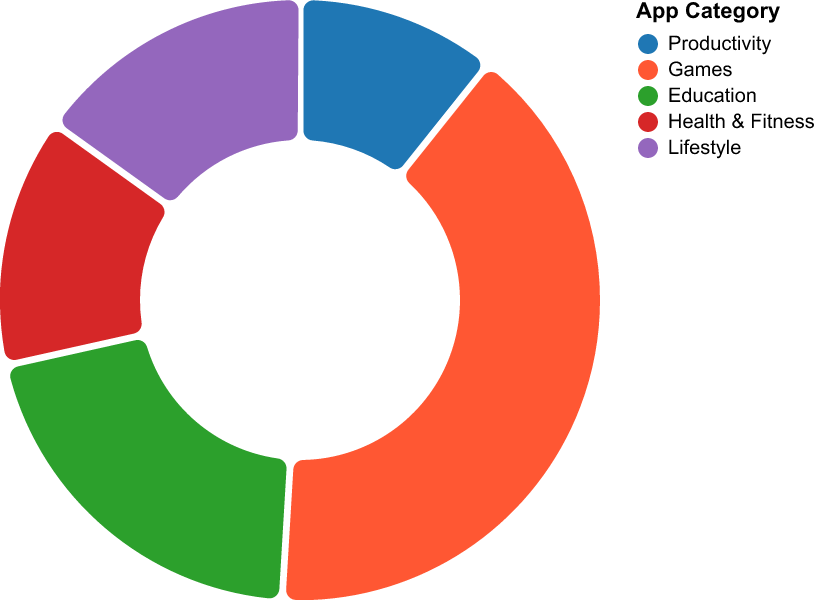 App Category
Productivity
Games
Education
Health & Fitness
Lifestyle